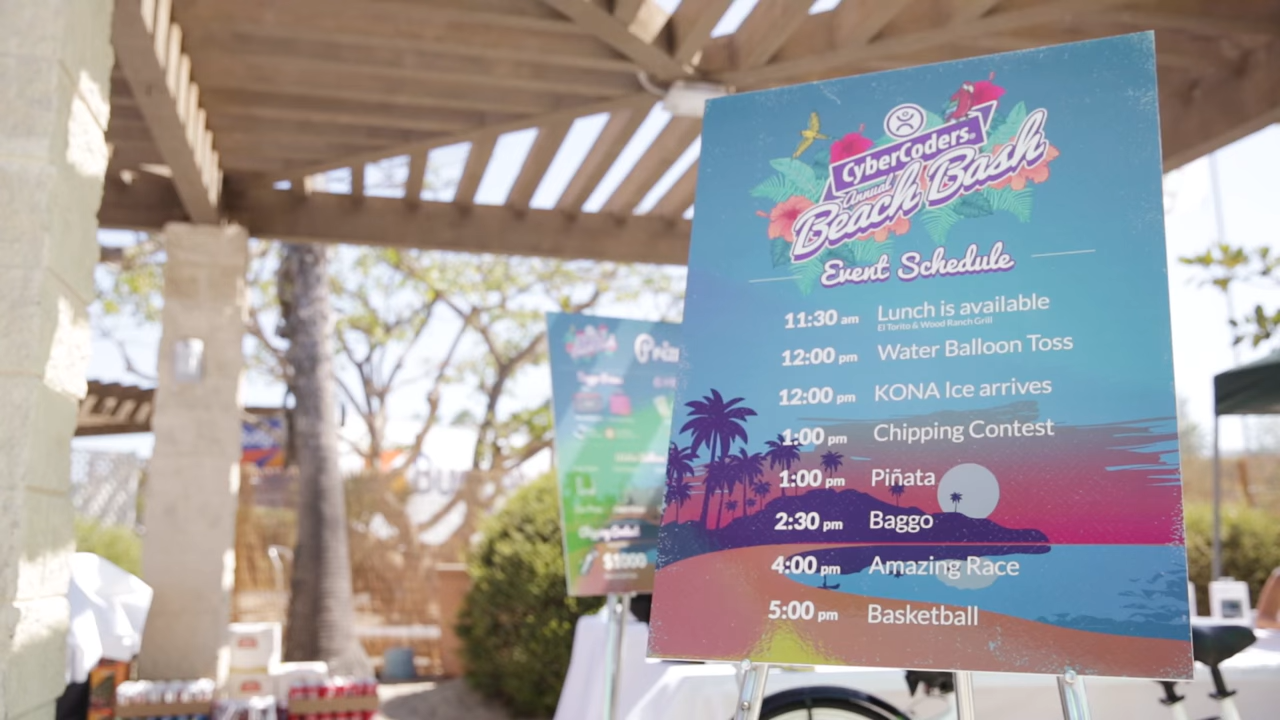 CyberCoders
Annual
Beach Bash
Event Schedule
11:30 am Lunch is available
El Torito & Wood Ranch Grill
12:00 pm Water Balloon Toss
12:00 pm KONA Ice arrives
1:00 pm Chipping Contest
1:00 pm Piñata
2:30 pm Baggo
4:00 pm Amazing Race
5:00 pm Basketball
$1000